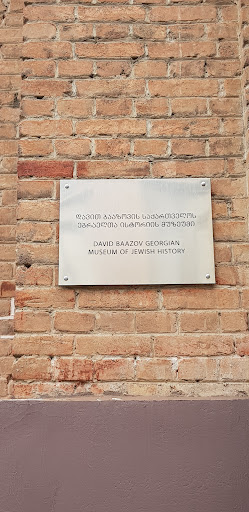 დავით ბააზოვის საქართველოს
ებრაელთა ისტორიის მუზეუმი
DAVID BAAZOV GEORGIAN
MUSEUM OF JEWISH HISTORY